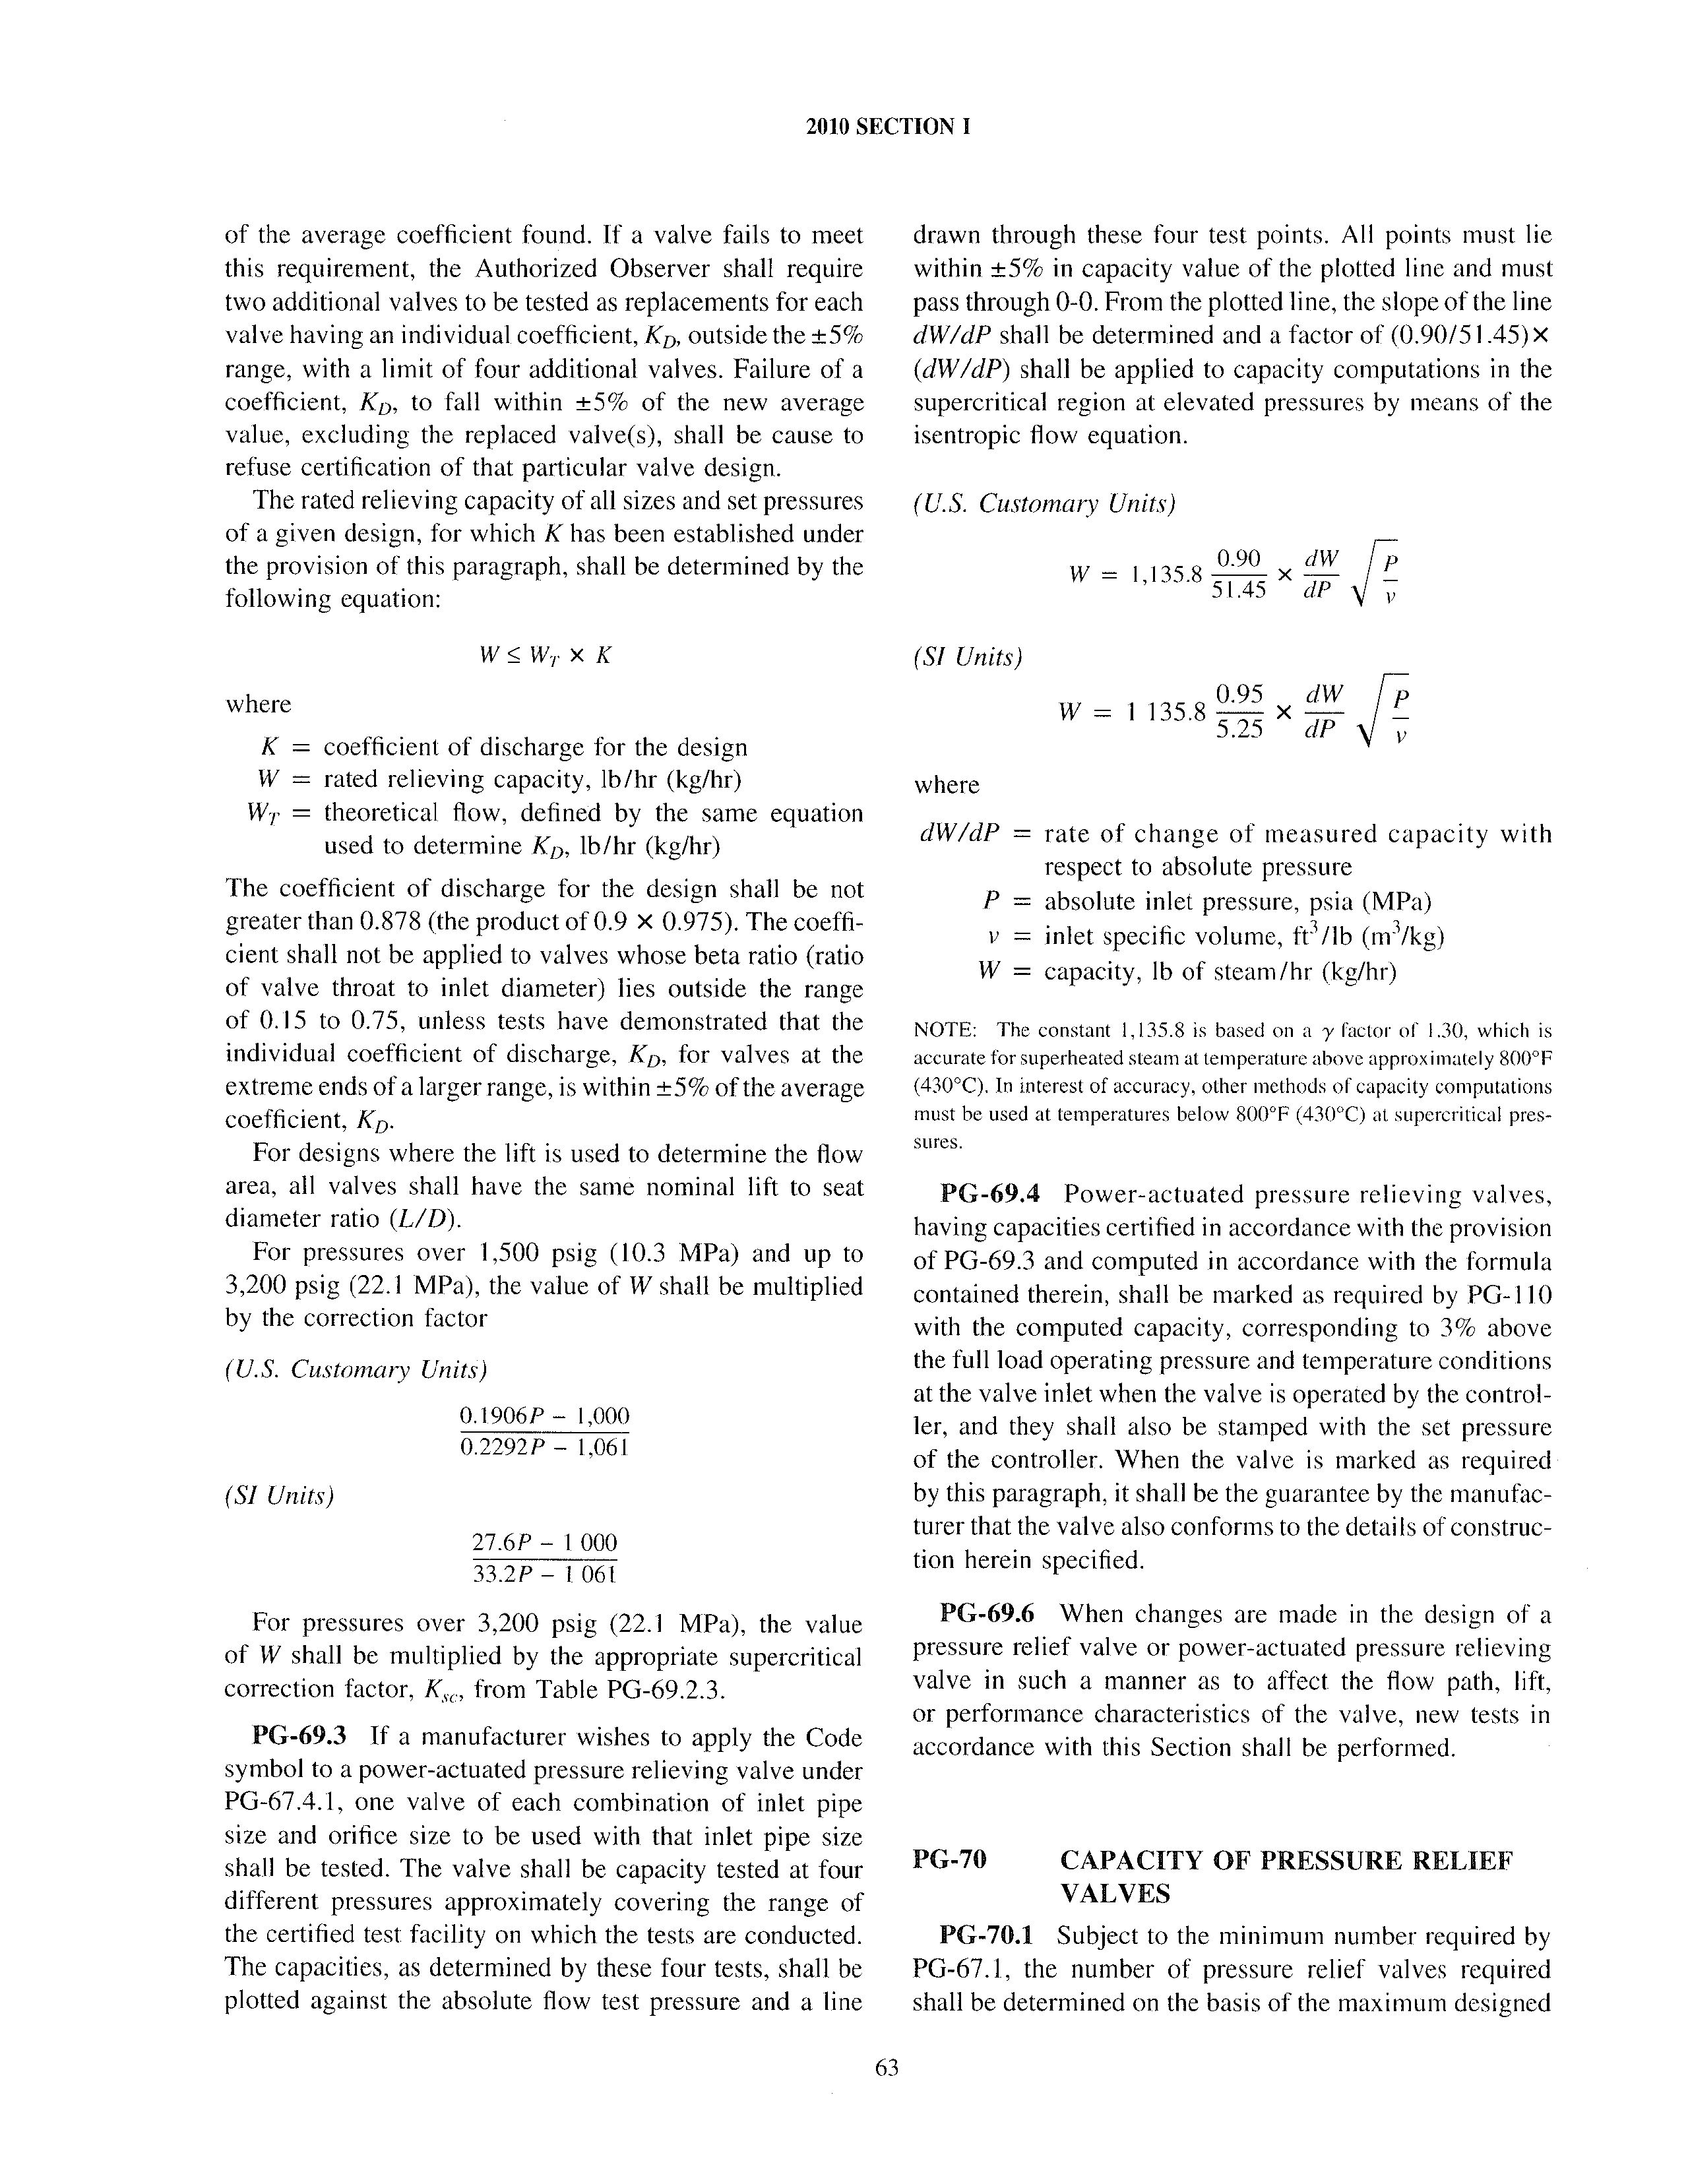 2010 SECTION I
of the average coefficient found. If a valve fails to meet
this requirement, the Authorized Observer shall require
two additional valves to be tested as replacements for each
valve having an individual coefficient, K_D, outside the ±5%
range, with a limit of four additional valves. Failure of a
coefficient, K_D, to fall within ±5% of the new average
value, excluding the replaced valve(s), shall be cause to
refuse certification of that particular valve design.
The rated relieving capacity of all sizes and set pressures
of a given design, for which K has been established under
the provision of this paragraph, shall be determined by the
following equation:
W ≤ W_T × K
where
K = coefficient of discharge for the design
W = rated relieving capacity, lb/hr (kg/hr)
W_T = theoretical flow, defined by the same equation
used to determine K_D, lb/hr (kg/hr)
The coefficient of discharge for the design shall be not
greater than 0.878 (the product of 0.9 × 0.975). The coeffi-
cient shall not be applied to valves whose beta ratio (ratio
of valve throat to inlet diameter) lies outside the range
of 0.15 to 0.75, unless tests have demonstrated that the
individual coefficient of discharge, K_D, for valves at the
extreme ends of a larger range, is within ±5% of the average
coefficient, K_D.
For designs where the lift is used to determine the flow
area, all valves shall have the same nominal lift to seat
diameter ratio (L/D).
For pressures over 1,500 psig (10.3 MPa) and up to
3,200 psig (22.1 MPa), the value of W shall be multiplied
by the correction factor
(U.S. Customary Units)
0.1906P − 1,000
0.2292P − 1,061
(SI Units)
27.6P − 1 000
33.2P − 1 061
For pressures over 3,200 psig (22.1 MPa), the value
of W shall be multiplied by the appropriate supercritical
correction factor, K_sc, from Table PG-69.2.3.
PG-69.3 If a manufacturer wishes to apply the Code
symbol to a power-actuated pressure relieving valve under
PG-67.4.1, one valve of each combination of inlet pipe
size and orifice size to be used with that inlet pipe size
shall be tested. The valve shall be capacity tested at four
different pressures approximately covering the range of
the certified test facility on which the tests are conducted.
The capacities, as determined by these four tests, shall be
plotted against the absolute flow test pressure and a line
drawn through these four test points. All points must lie
within ±5% in capacity value of the plotted line and must
pass through 0-0. From the plotted line, the slope of the line
dW/dP shall be determined and a factor of (0.90/51.45)×
(dW/dP) shall be applied to capacity computations in the
supercritical region at elevated pressures by means of the
isentropic flow equation.
(U.S. Customary Units)
W = 1,135.8 0.90/51.45 × dW/dP √(P/v)
(SI Units)
W = 1 135.8 0.95/5.25 × dW/dP √(P/v)
where
dW/dP = rate of change of measured capacity with
respect to absolute pressure
P = absolute inlet pressure, psia (MPa)
v = inlet specific volume, ft³/lb (m³/kg)
W = capacity, lb of steam/hr (kg/hr)
NOTE: The constant 1,135.8 is based on a γ factor of 1.30, which is
accurate for superheated steam at temperature above approximately 800°F
(430°C). In interest of accuracy, other methods of capacity computations
must be used at temperatures below 800°F (430°C) at supercritical pres-
sures.
PG-69.4 Power-actuated pressure relieving valves,
having capacities certified in accordance with the provision
of PG-69.3 and computed in accordance with the formula
contained therein, shall be marked as required by PG-110
with the computed capacity, corresponding to 3% above
the full load operating pressure and temperature conditions
at the valve inlet when the valve is operated by the control-
ler, and they shall also be stamped with the set pressure
of the controller. When the valve is marked as required
by this paragraph, it shall be the guarantee by the manufac-
turer that the valve also conforms to the details of construc-
tion herein specified.
PG-69.6 When changes are made in the design of a
pressure relief valve or power-actuated pressure relieving
valve in such a manner as to affect the flow path, lift,
or performance characteristics of the valve, new tests in
accordance with this Section shall be performed.
PG-70 CAPACITY OF PRESSURE RELIEF
VALVES
PG-70.1 Subject to the minimum number required by
PG-67.1, the number of pressure relief valves required
shall be determined on the basis of the maximum designed
63